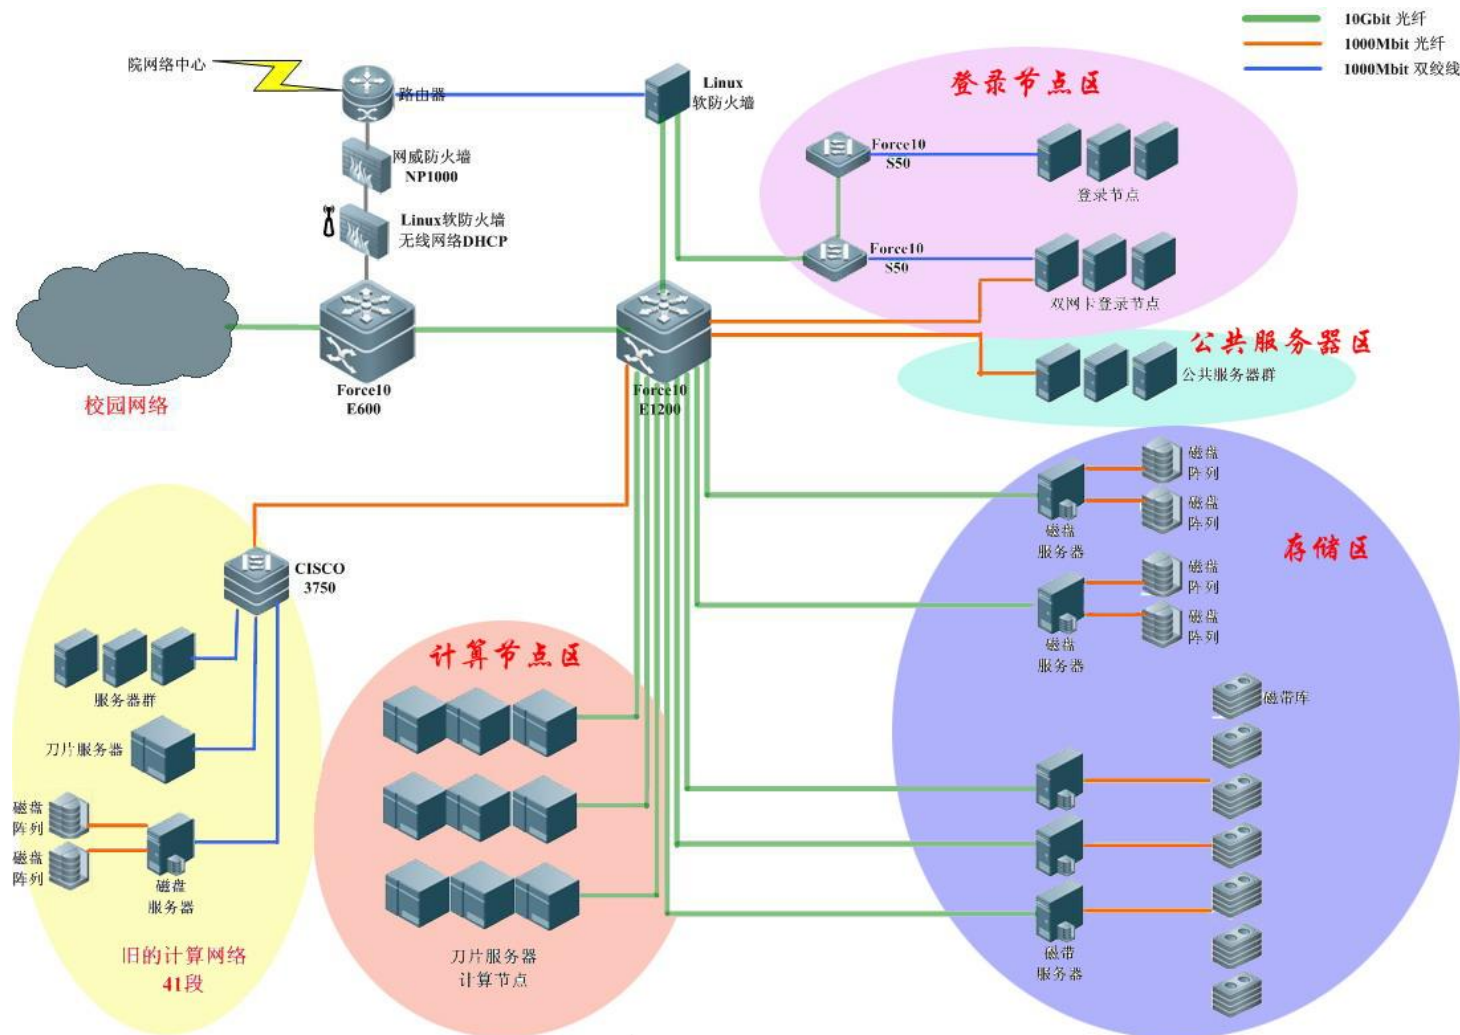 10Gbit 光纤
1000Mbit 光纤
1000Mbit 双绞线
院网络中心
路由器
Linux
软防火墙
登录节点区
Force10
S50
登录节点
网威防火墙
NP1000
Linux软防火墙
无线网络DHCP
Force10
S50
双网卡登录节点
公共服务器区
公共服务器群
校园网络
Force10
E600
Force10
E1200
磁盘
阵列
磁盘
阵列
磁盘
服务器
存储区
磁盘
阵列
磁盘
阵列
磁盘
服务器
CISCO
3750
服务器群
刀片服务器
磁盘
阵列
磁盘
阵列
磁盘
服务器
旧的计算网络
41段
计算节点区
刀片服务器
计算节点
磁带库
磁带
服务器